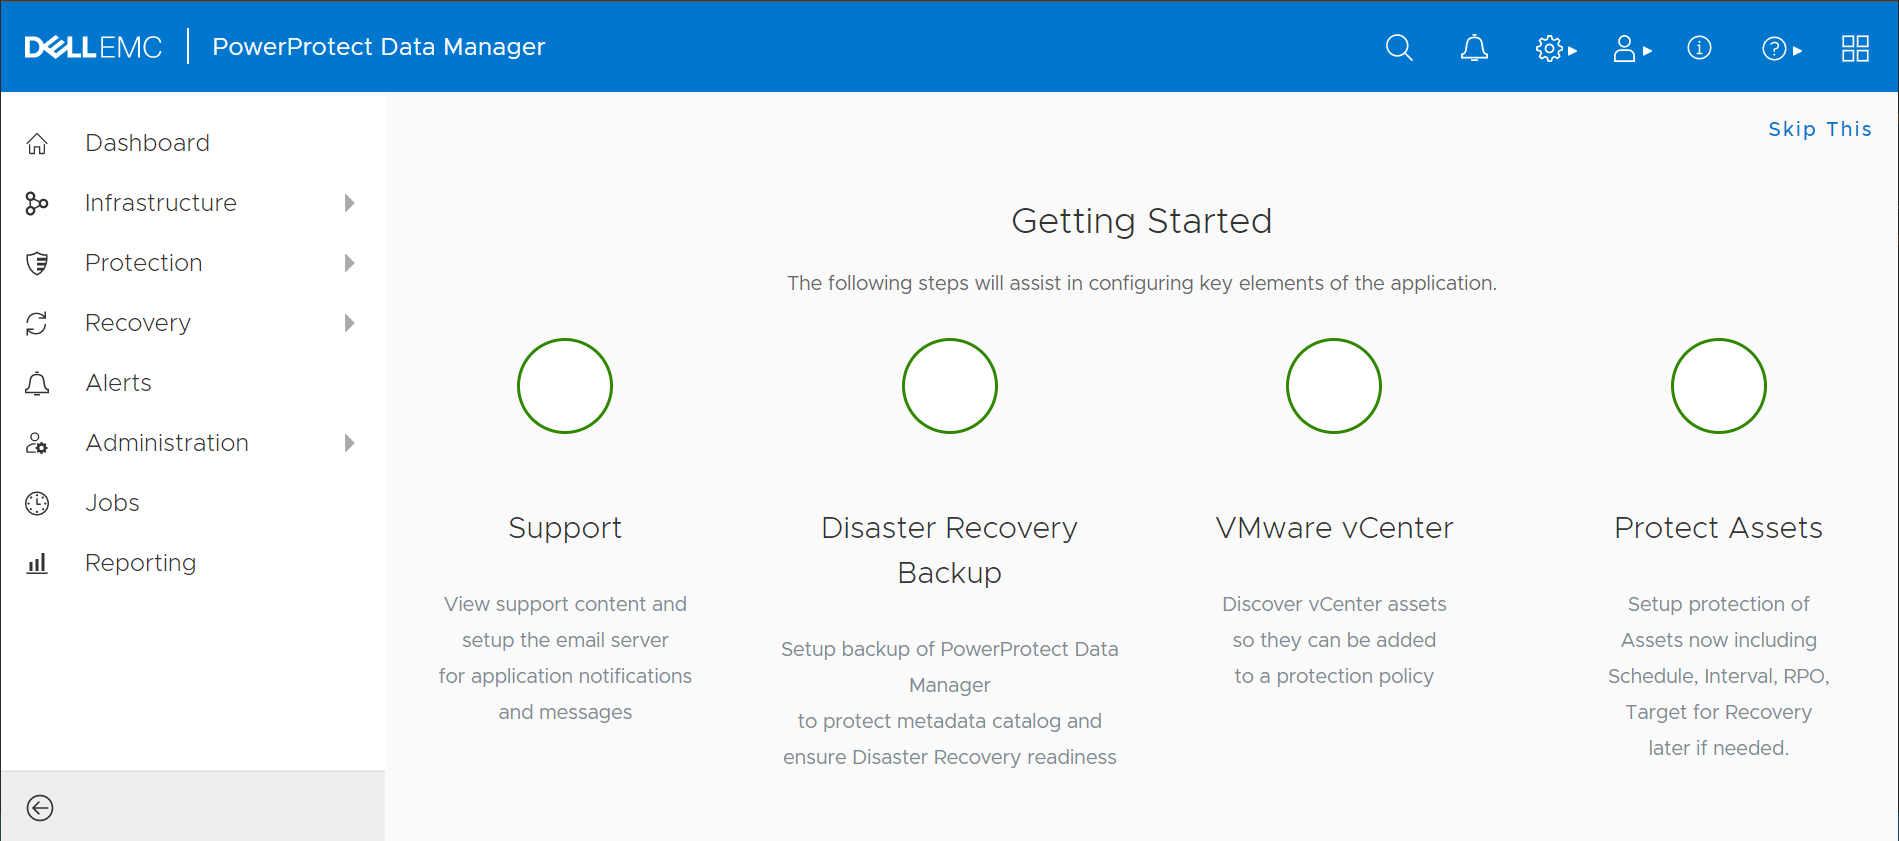 DELL EMC
PowerProtect Data Manager
Dashboard
Infrastructure
Protection
Recovery
Alerts
Administration
Jobs
Reporting
Skip This
Getting Started
The following steps will assist in configuring key elements of the application.
Support
View support content and
setup the email server
for application notifications
and messages
Disaster Recovery
Backup
Setup backup of PowerProtect Data
Manager
to protect metadata catalog and
ensure Disaster Recovery readiness
VMware vCenter
Discover vCenter assets
so they can be added
to a protection policy
Protect Assets
Setup protection of
Assets now including
Schedule, Interval, RPO,
Target for Recovery
later if needed.